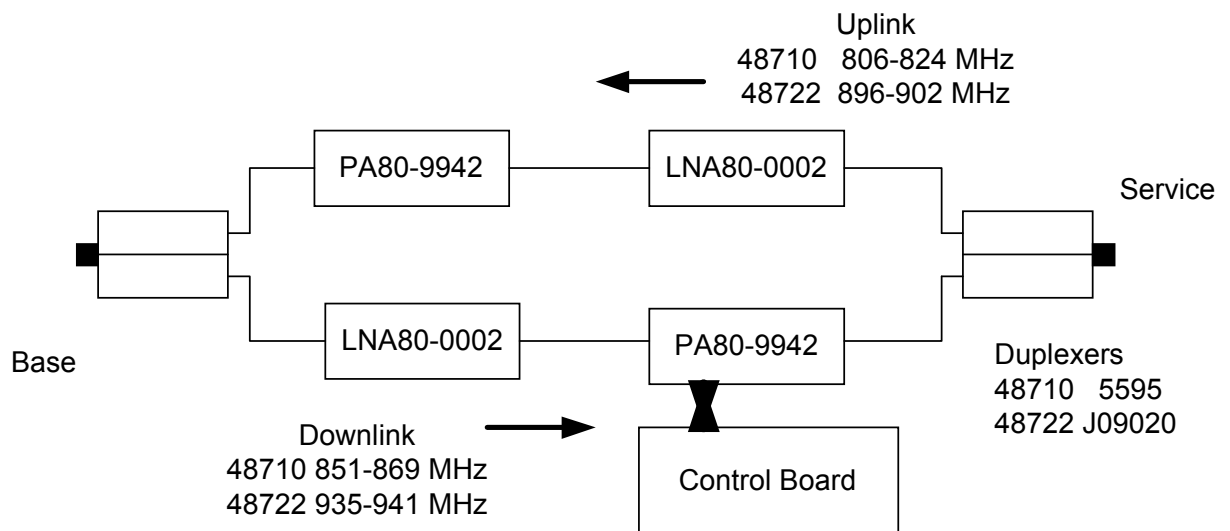 Uplink
48710   806-824 MHz
48722  896-902 MHz
PA80-9942
LNA80-0002
Service
Base
LNA80-0002
PA80-9942
Duplexers
48710   5595
48722 J09020
Downlink
48710 851-869 MHz
48722 935-941 MHz
Control Board